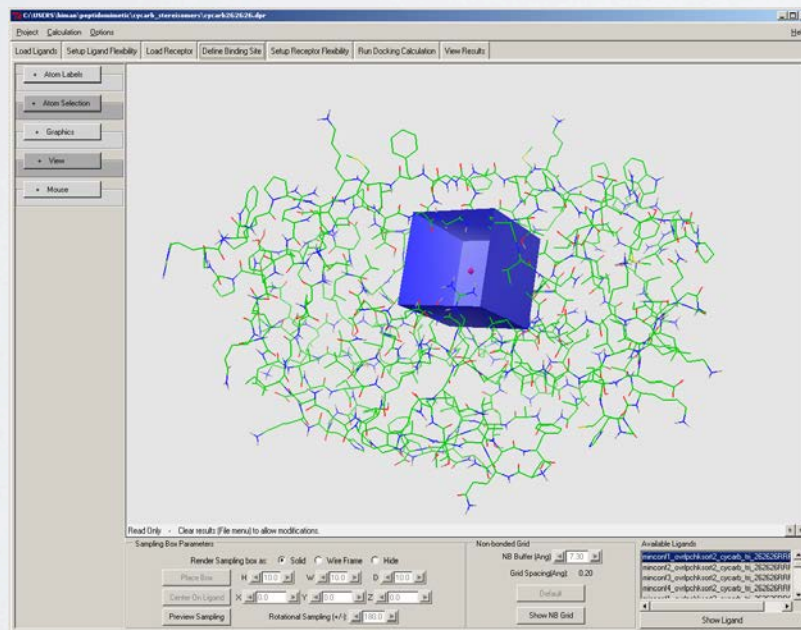 C:\USERS\himan\peptidomimetic\cycarb_stereoisomers\cycarb262626.dpr
Project Calculation Options
Load Ligands Setup Ligand Flexibility Load Receptor Define Binding Site Setup Receptor Flexibility Run Docking Calculation View Results
Atom Labels
Atom Selection
Graphics
View
Mouse
Read Only - Clear results (File menu) to allow modifications.
Sampling Box Parameters
Render Sampling box as: Solid Wire Frame Hide
Place Box H 10.0 W 10.0 D 10.0
Center On Ligand X 0.0 Y 0.0 Z 0.0
Preview Sampling Rotational Sampling (+/-) 180.0
Non-bonded Grid
NB Buffer (Ang) 7.30
Grid Spacing(Ang): 0.20
Default
Show NB Grid
Available Ligands
Show Ligand